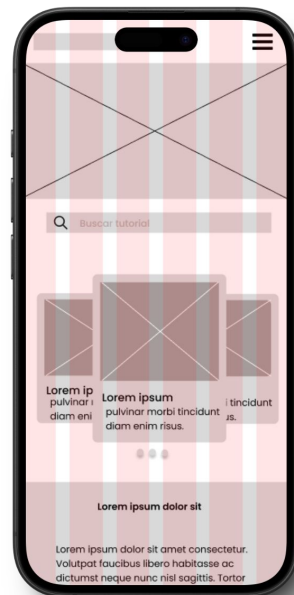 Buscar tutorial
Lorem ip
pulvinar
diam eni
Lorem ipsum
pulvinar morbi tincidunt
diam enim risus.
i tincidunt
us.
Lorem ipsum dolor sit
Lorem ipsum dolor sit amet consectetur.
Volutpat faucibus libero habitasse ac
dictumst neque nunc nisl sagittis. Tortor